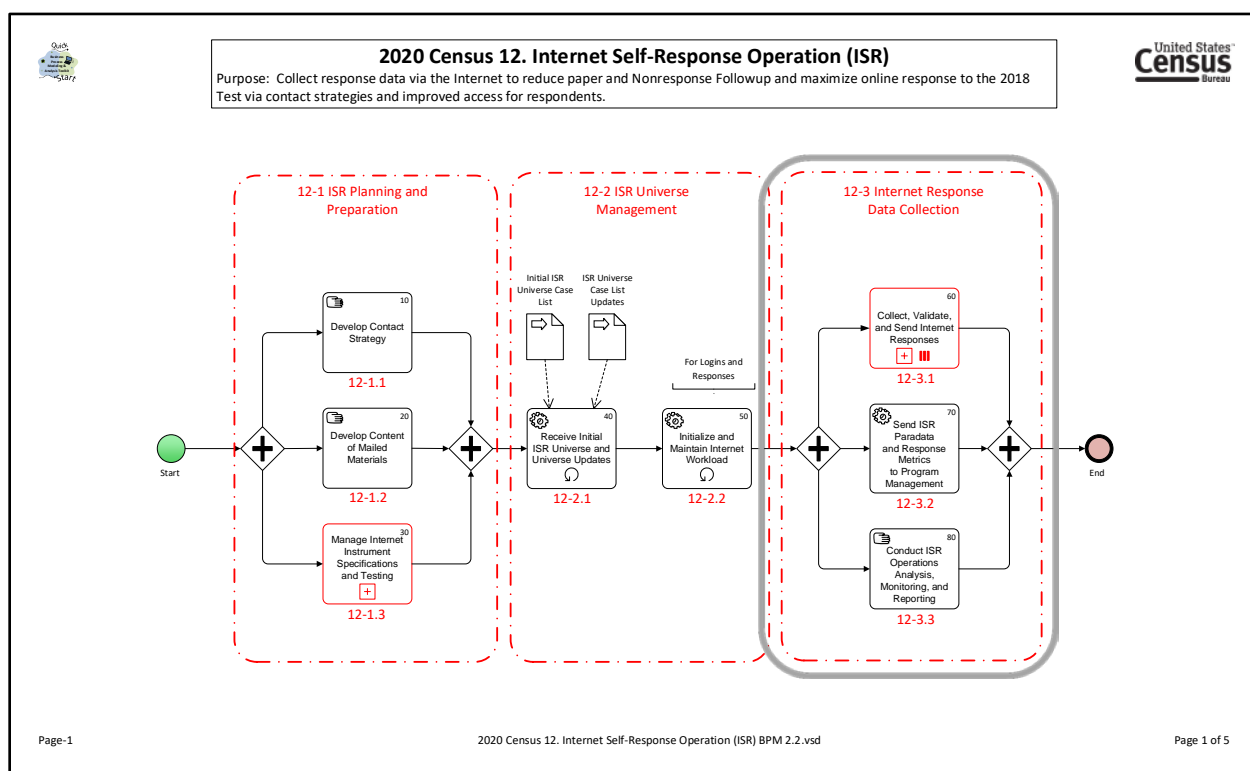 Quick
Start
2020 Census 12. Internet Self-Response Operation (ISR)
Purpose: Collect response data via the Internet to reduce paper and Nonresponse Followup and maximize online response to the 2018
Test via contact strategies and improved access for respondents.
United States™
Census
Bureau
12-1 ISR Planning and
Preparation
12-2 ISR Universe
Management
12-3 Internet Response
Data Collection
Initial ISR
Universe Case
List
ISR Universe
Case List
Updates
For Logins and
Responses
Start
10
Develop Contact
Strategy
12-1.1
20
Develop Content
of Mailed
Materials
12-1.2
30
Manage Internet
Instrument
Specifications
and Testing
12-1.3
40
Receive Initial
ISR Universe and
Universe Updates
12-2.1
50
Initialize and
Maintain Internet
Workload
12-2.2
60
Collect, Validate,
and Send Internet
Responses
12-3.1
70
Send ISR
Paradata
and Response
Metrics
to Program
Management
12-3.2
80
Conduct ISR
Operations
Analysis,
Monitoring, and
Reporting
12-3.3
End
Page-1
2020 Census 12. Internet Self-Response Operation (ISR) BPM 2.2.vsd
Page 1 of 5